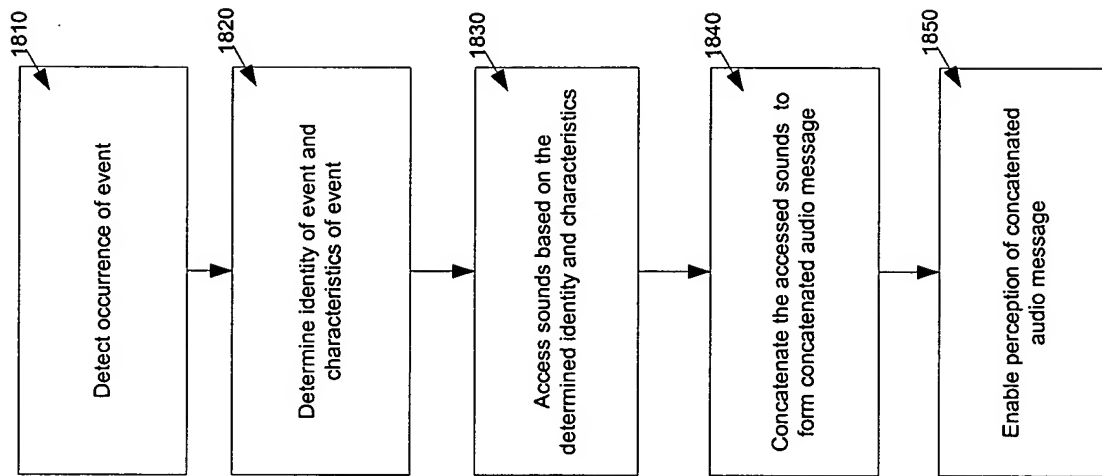 1810
Detect occurrence of event
1820
Determine identity of event and
characteristics of event
1830
Access sounds based on the
determined identity and characteristics
1840
Concatenate the accessed sounds to
form concatenated audio message
1850
Enable perception of concatenated
audio message